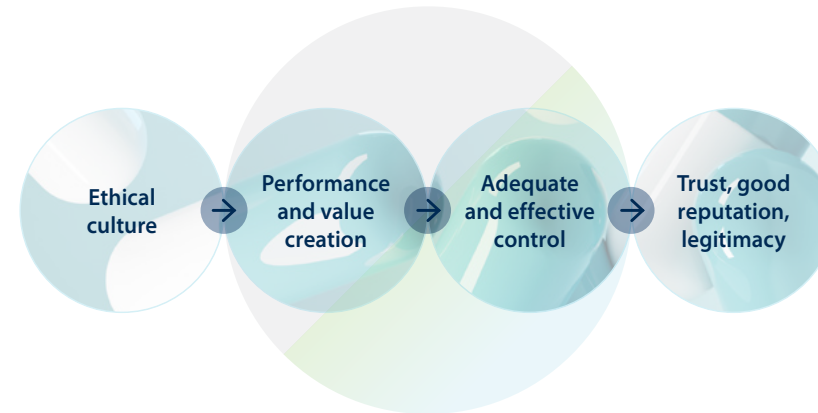 Ethical
culture
Performance
and value
creation
Adequate
and effective
control
Trust, good
reputation,
legitimacy